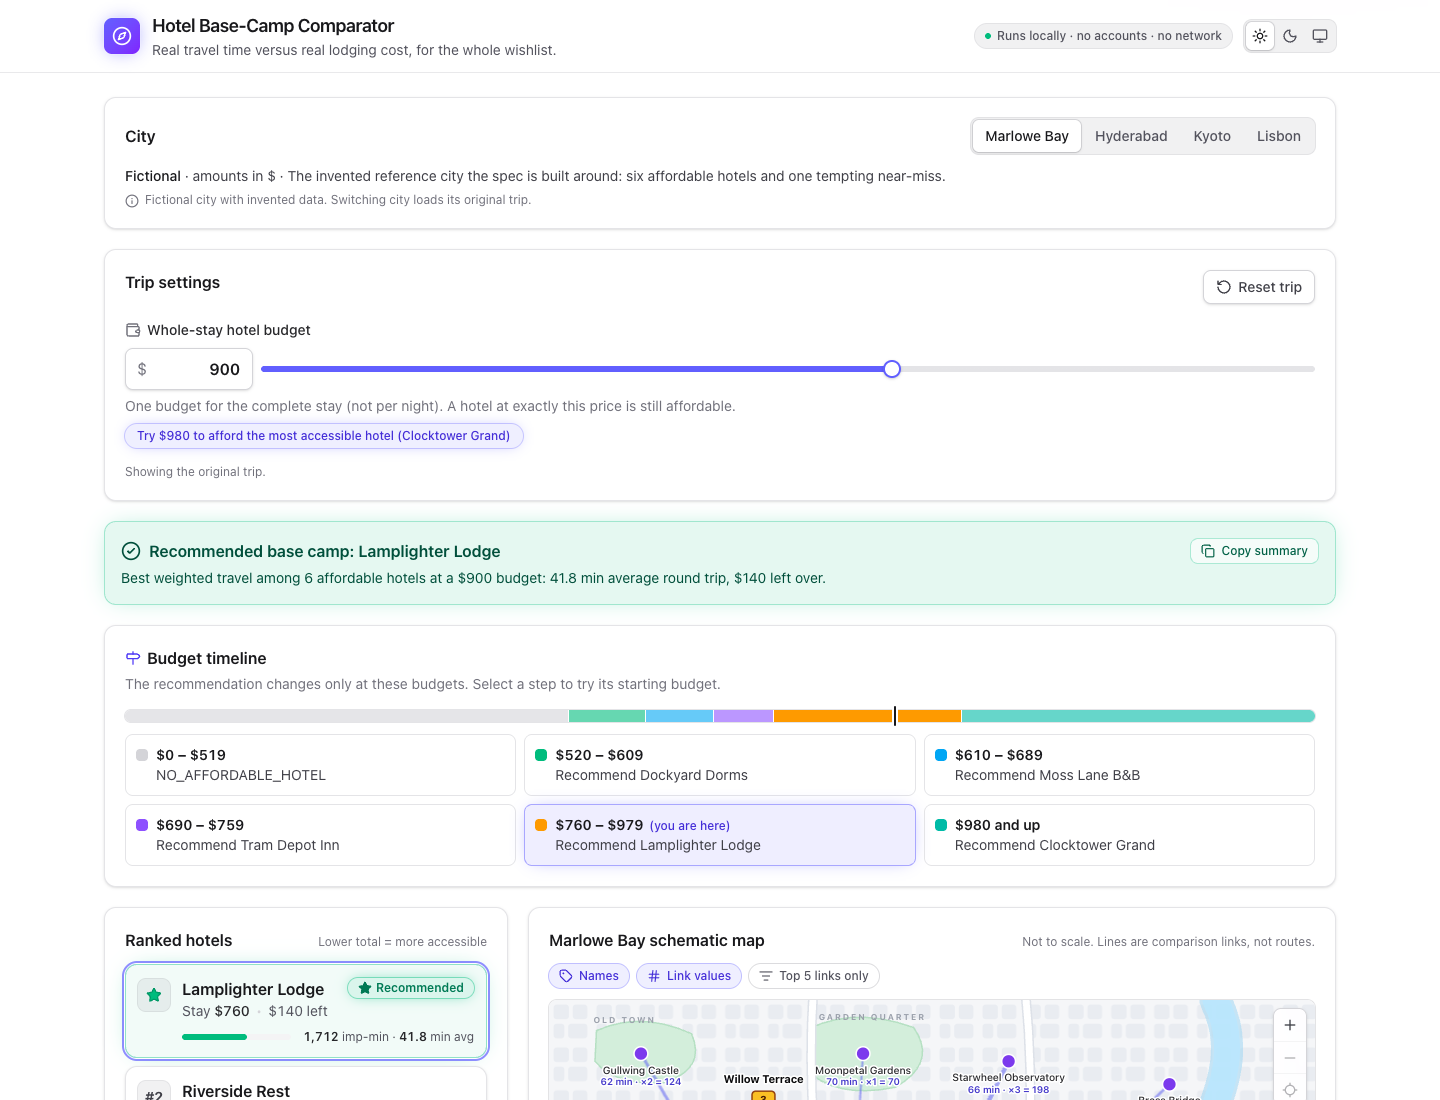 Hotel Base-Camp Comparator
Real travel time versus real lodging cost, for the whole wishlist.
Runs locally · no accounts · no network
City
Marlowe Bay
Hyderabad
Kyoto
Lisbon
Fictional · amounts in $ · The invented reference city the spec is built around: six affordable hotels and one tempting near-miss.
Fictional city with invented data. Switching city loads its original trip.
Trip settings
Reset trip
Whole-stay hotel budget
$ 900
One budget for the complete stay (not per night). A hotel at exactly this price is still affordable.
Try $980 to afford the most accessible hotel (Clocktower Grand)
Showing the original trip.
Recommended base camp: Lamplighter Lodge
Copy summary
Best weighted travel among 6 affordable hotels at a $900 budget: 41.8 min average round trip, $140 left over.
Budget timeline
The recommendation changes only at these budgets. Select a step to try its starting budget.
$0 – $519
NO_AFFORDABLE_HOTEL
$520 – $609
Recommend Dockyard Dorms
$610 – $689
Recommend Moss Lane B&B
$690 – $759
Recommend Tram Depot Inn
$760 – $979 (you are here)
Recommend Lamplighter Lodge
$980 and up
Recommend Clocktower Grand
Ranked hotels
Lower total = more accessible
Lamplighter Lodge
Recommended
Stay $760 · $140 left
1,712 imp-min · 41.8 min avg
#2
Riverside Rest
Marlowe Bay schematic map
Not to scale. Lines are comparison links, not routes.
Names
Link values
Top 5 links only
OLD TOWN
GARDEN QUARTER
Gullwing Castle
62 min · ×2 = 124
Willow Terrace
3
Moonpetal Gardens
70 min · ×1 = 70
Starwheel Observatory
66 min · ×3 = 198